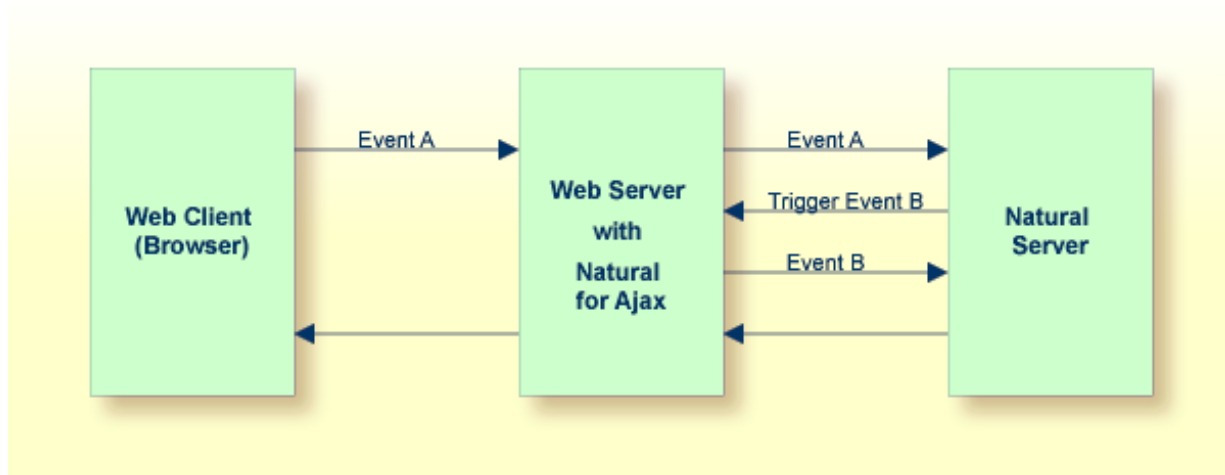 Event A
Event A
Web Client
(Browser)
Web Server
with
Natural
for Ajax
Trigger Event B
Event B
Natural
Server